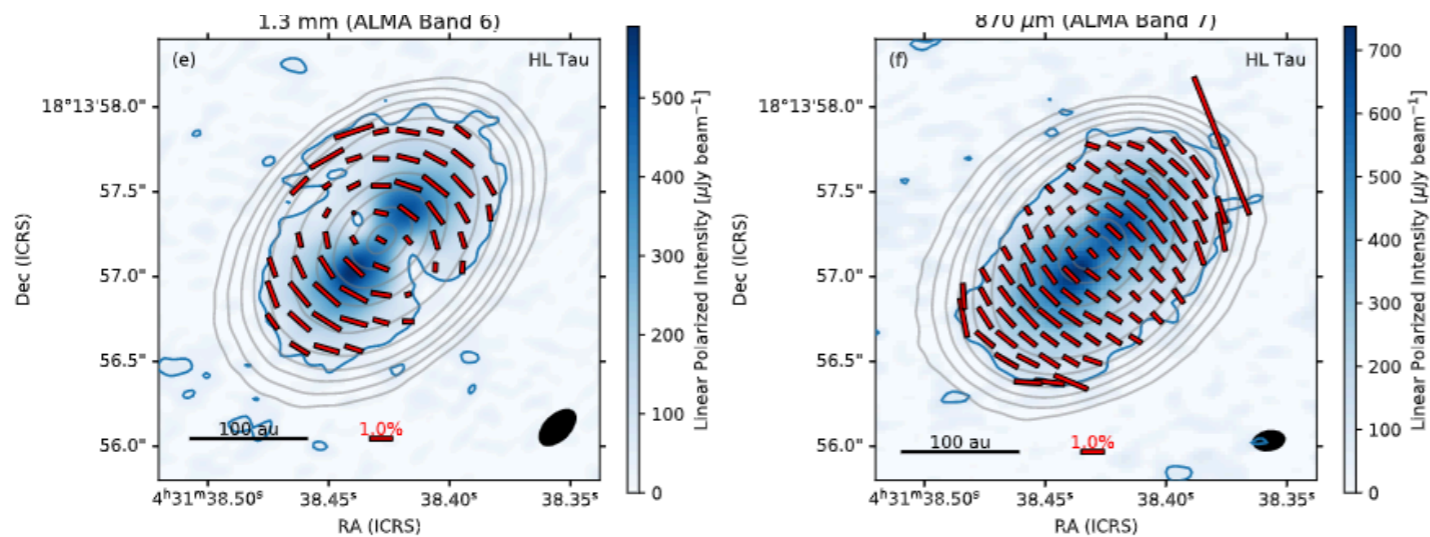 1.3 mm (ALMA Band 6)
(e)
HL Tau
18°13'58.0"
57.5"
57.0"
56.5"
56.0"
Dec (ICRS)
100 au
1.0%
4ʰ31ᵐ38.50ˢ
38.45ˢ
38.40ˢ
38.35ˢ
RA (ICRS)
500
400
300
200
100
0
Linear Polarized Intensity [μJy beam⁻¹]
870 μm (ALMA Band 7)
(f)
HL Tau
18°13'58.0"
57.5"
57.0"
56.5"
56.0"
Dec (ICRS)
100 au
1.0%
4ʰ31ᵐ38.50ˢ
38.45ˢ
38.40ˢ
38.35ˢ
RA (ICRS)
700
600
500
400
300
200
100
0
Linear Polarized Intensity [μJy beam⁻¹]